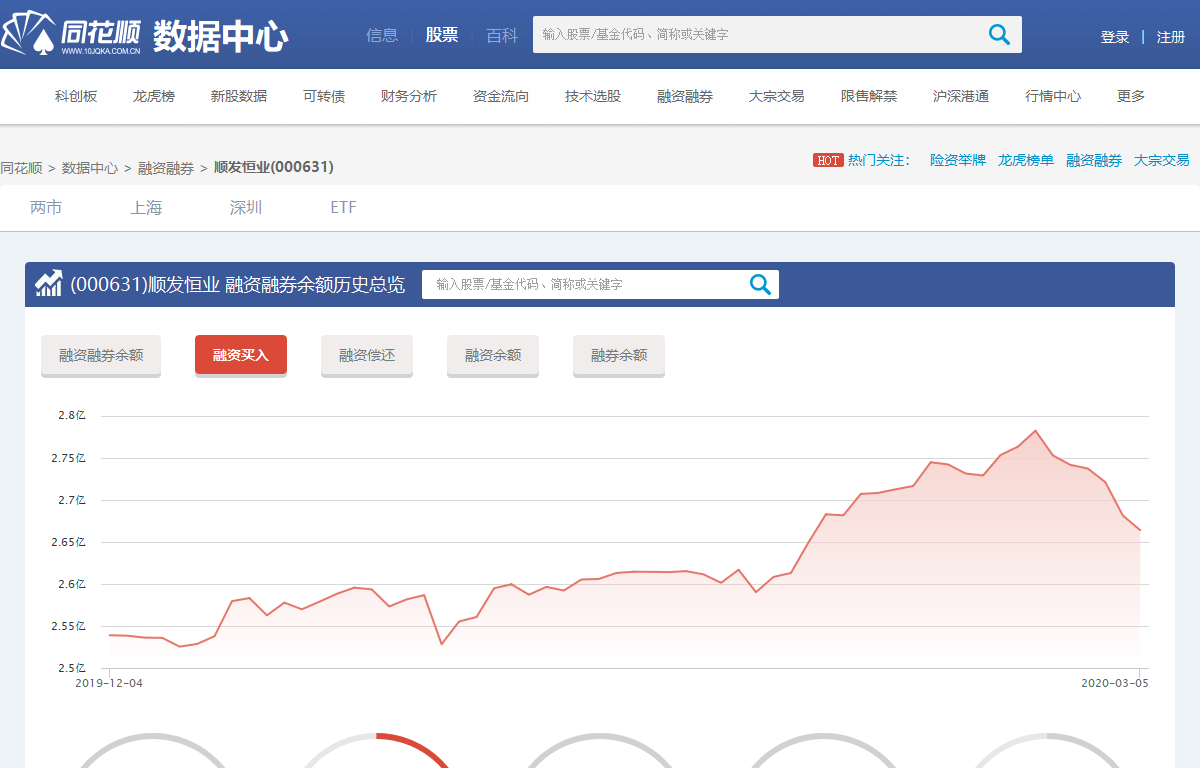 同花顺 数据中心 信息 股票 百科 输入股票/基金代码、简称或关键字 登录 | 注册
WWW.10JQKA.COM.CN
科创板 龙虎榜 新股数据 可转债 财务分析 资金流向 技术选股 融资融券 大宗交易 限售解禁 沪深港通 行情中心 更多
同花顺 > 数据中心 > 融资融券 > 顺发恒业(000631) HOT 热门关注： 险资举牌 龙虎榜单 融资融券 大宗交易
两市 上海 深圳 ETF
(000631)顺发恒业 融资融券余额历史总览 输入股票/基金代码、简称或关键字
融资融券余额 融资买入 融资偿还 融资余额 融券余额
2.8亿
2.75亿
2.7亿
2.65亿
2.6亿
2.55亿
2.5亿
2019-12-04 2020-03-05